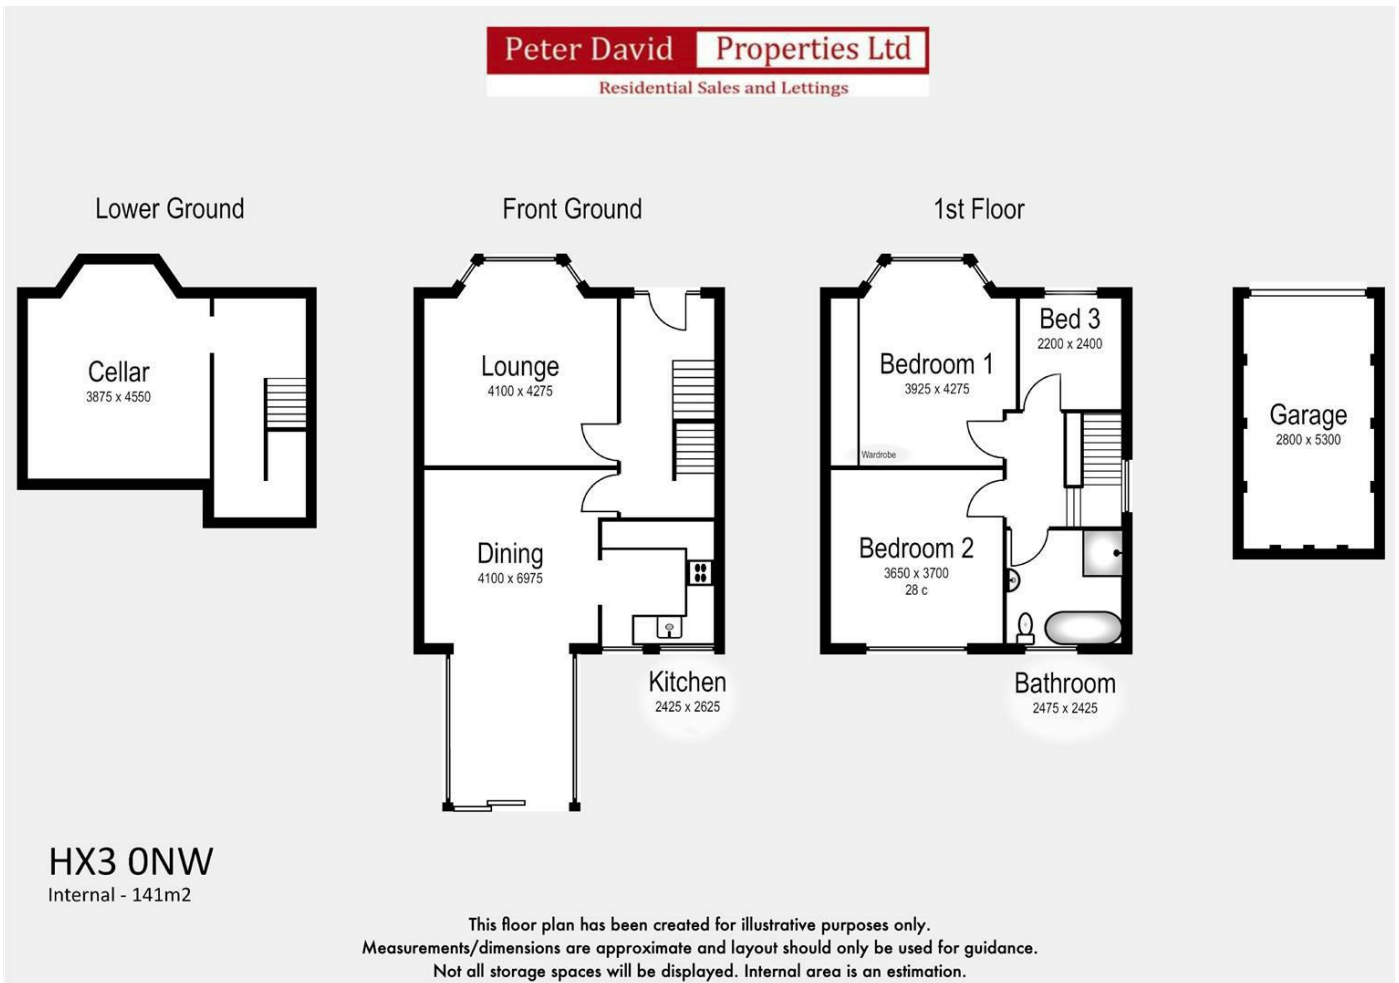 Peter David Properties Ltd
Residential Sales and Lettings
Lower Ground
Front Ground
1st Floor
Cellar
3875 x 4550
Lounge
4100 x 4275
Dining
4100 x 6975
Kitchen
2425 x 2625
Bedroom 1
3925 x 4275
Wardrobe
Bed 3
2200 x 2400
Bedroom 2
3650 x 3700
28 c
Bathroom
2475 x 2425
Garage
2800 x 5300
HX3 0NW
Internal - 141m2
This floor plan has been created for illustrative purposes only.
Measurements/dimensions are approximate and layout should only be used for guidance.
Not all storage spaces will be displayed. Internal area is an estimation.